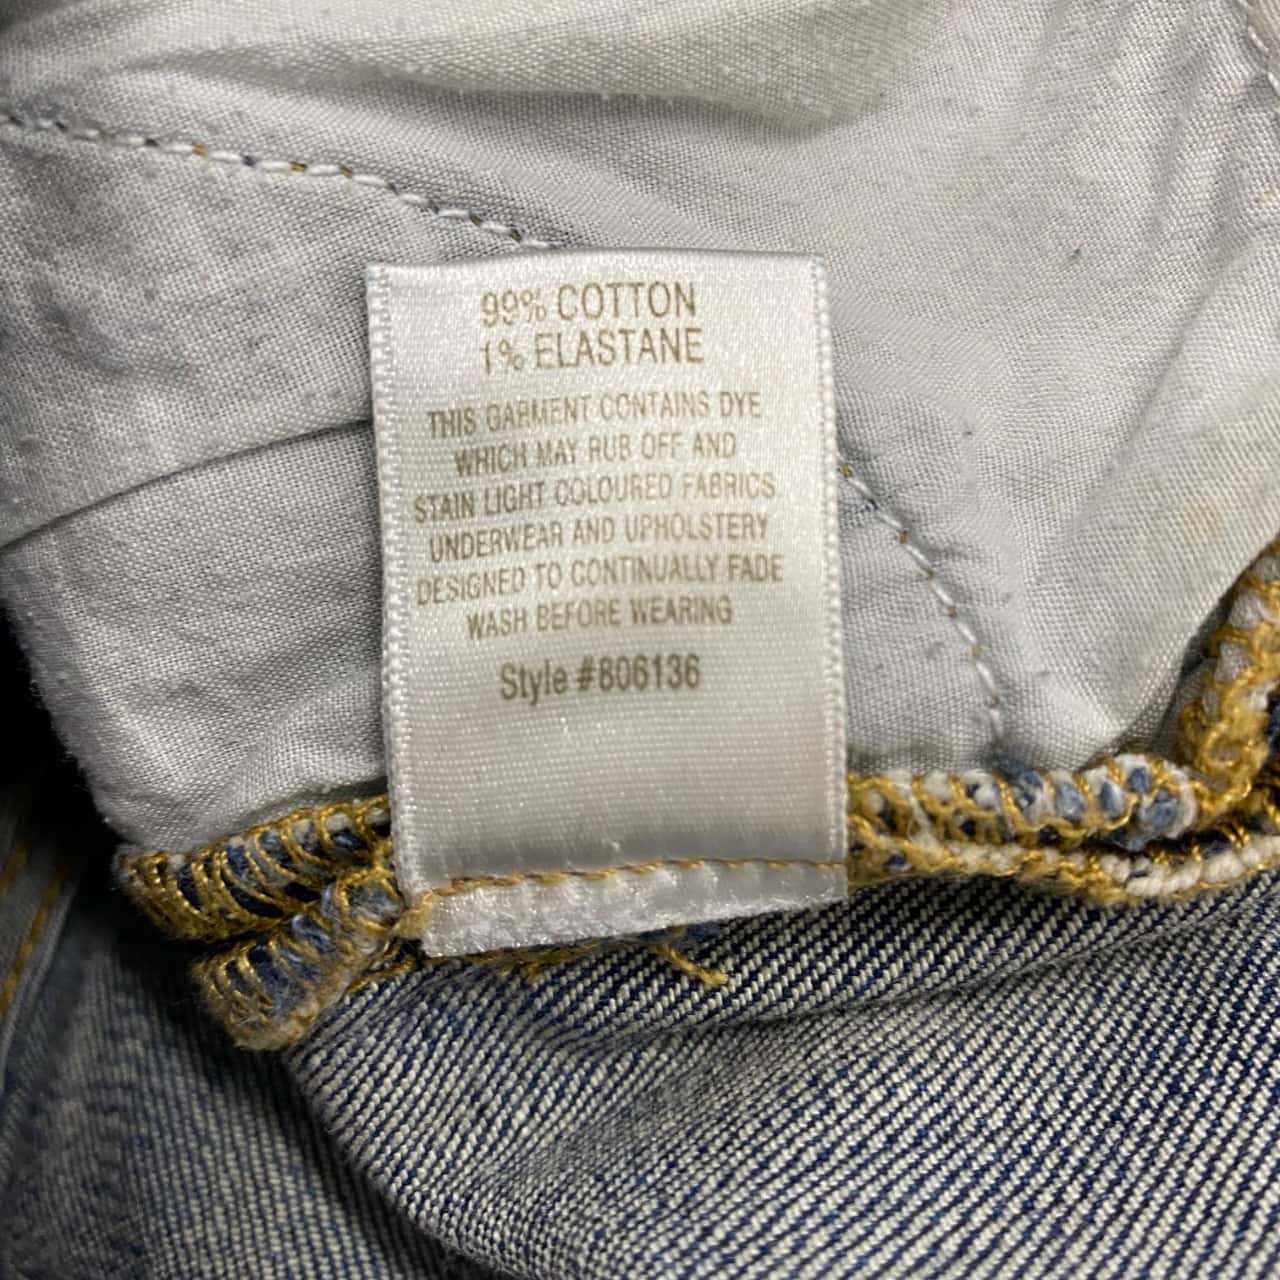 99% COTTON
1% ELASTANE
THIS GARMENT CONTAINS DYE
WHICH MAY RUB OFF AND
STAIN LIGHT COLOURED FABRICS
UNDERWEAR AND UPHOLSTERY
DESIGNED TO CONTINUALLY FADE
WASH BEFORE WEARING
Style #806136